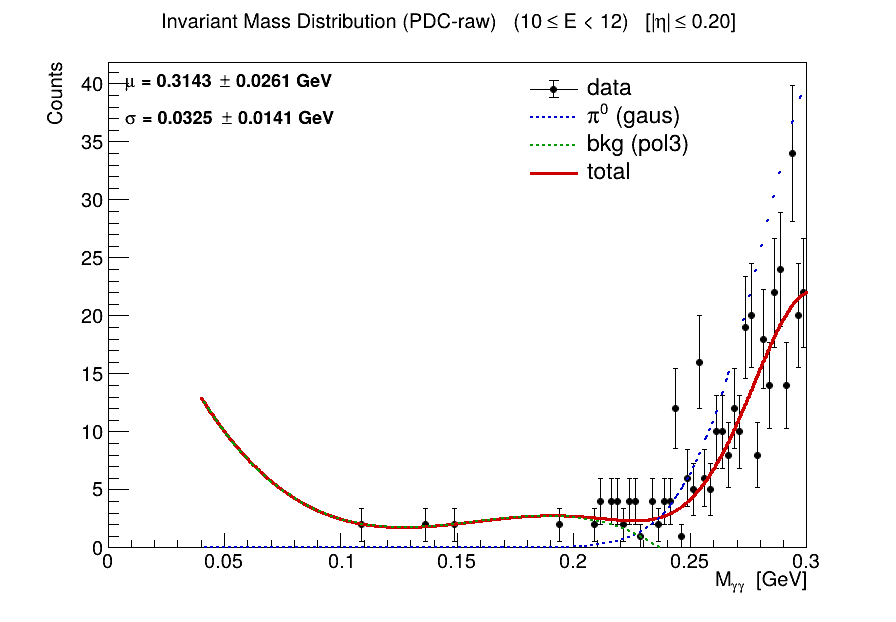 Invariant Mass Distribution (PDC-raw) (10 ≤ E < 12) [|η| ≤ 0.20]
μ = 0.3143 ± 0.0261 GeV
σ = 0.0325 ± 0.0141 GeV
data
π⁰ (gaus)
bkg (pol3)
total
Counts
40
35
30
25
20
15
10
5
0
0 0.05 0.1 0.15 0.2 0.25 0.3
Mγγ [GeV]